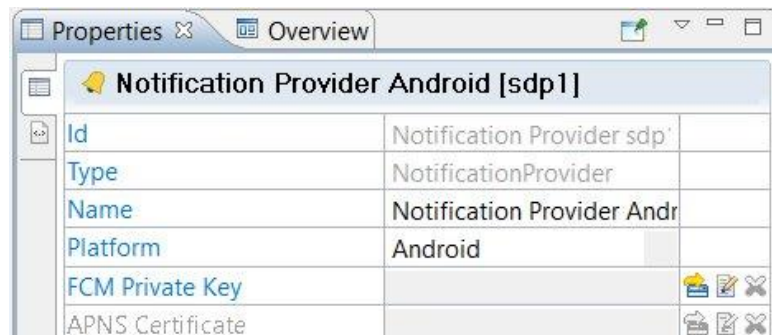 Properties Overview
Notification Provider Android [sdp1]
Id Notification Provider sdp1
Type NotificationProvider
Name Notification Provider Andr
Platform Android
FCM Private Key
APNS Certificate